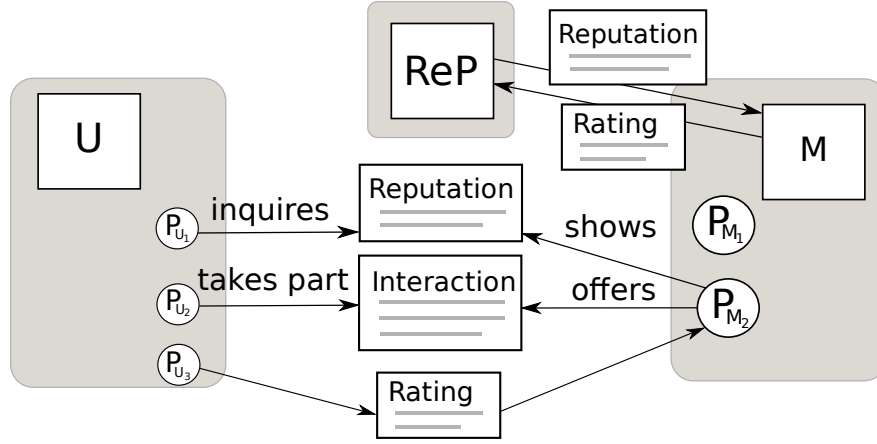 Reputation
ReP
Rating
U
M
Reputation
inquires
P_U1
shows
P_M1
takes part
Interaction
offers
P_U2
P_M2
P_U3
Rating